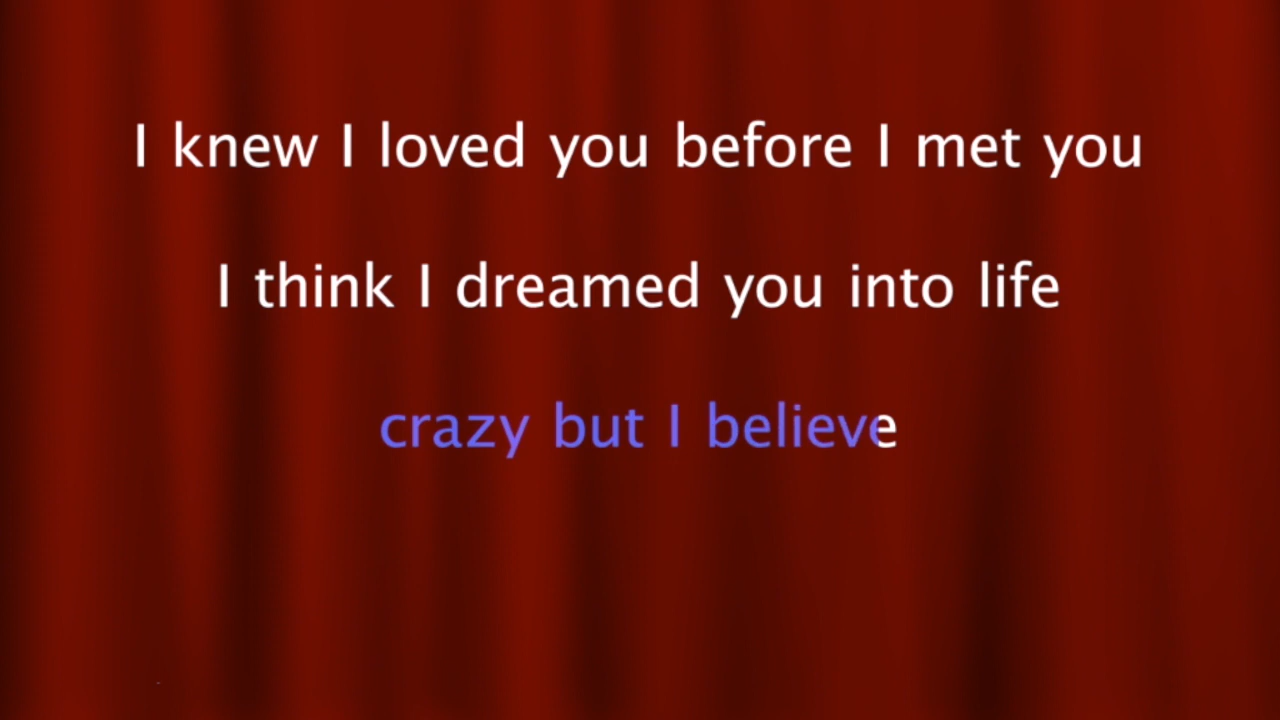 I knew I loved you before I met you
I think I dreamed you into life
crazy but I believe